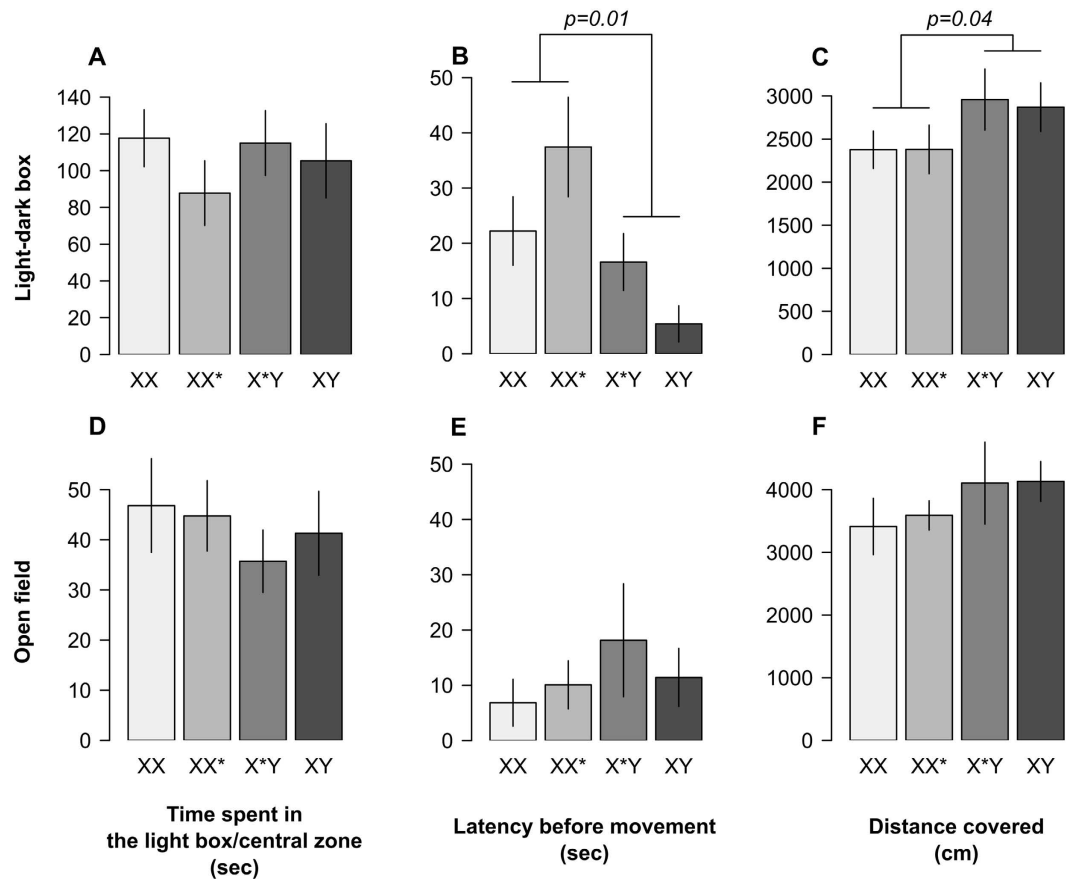 p=0.01
p=0.04
A
B
C
Light-dark box
140
120
100
80
60
40
20
0
XX XX* X*Y XY
50
40
30
20
10
0
XX XX* X*Y XY
3000
2500
2000
1500
1000
500
0
XX XX* X*Y XY
D
E
F
Open field
50
40
30
20
10
0
XX XX* X*Y XY
50
40
30
20
10
0
XX XX* X*Y XY
4000
3000
2000
1000
0
XX XX* X*Y XY
Time spent in
the light box/central zone
(sec)
Latency before movement
(sec)
Distance covered
(cm)